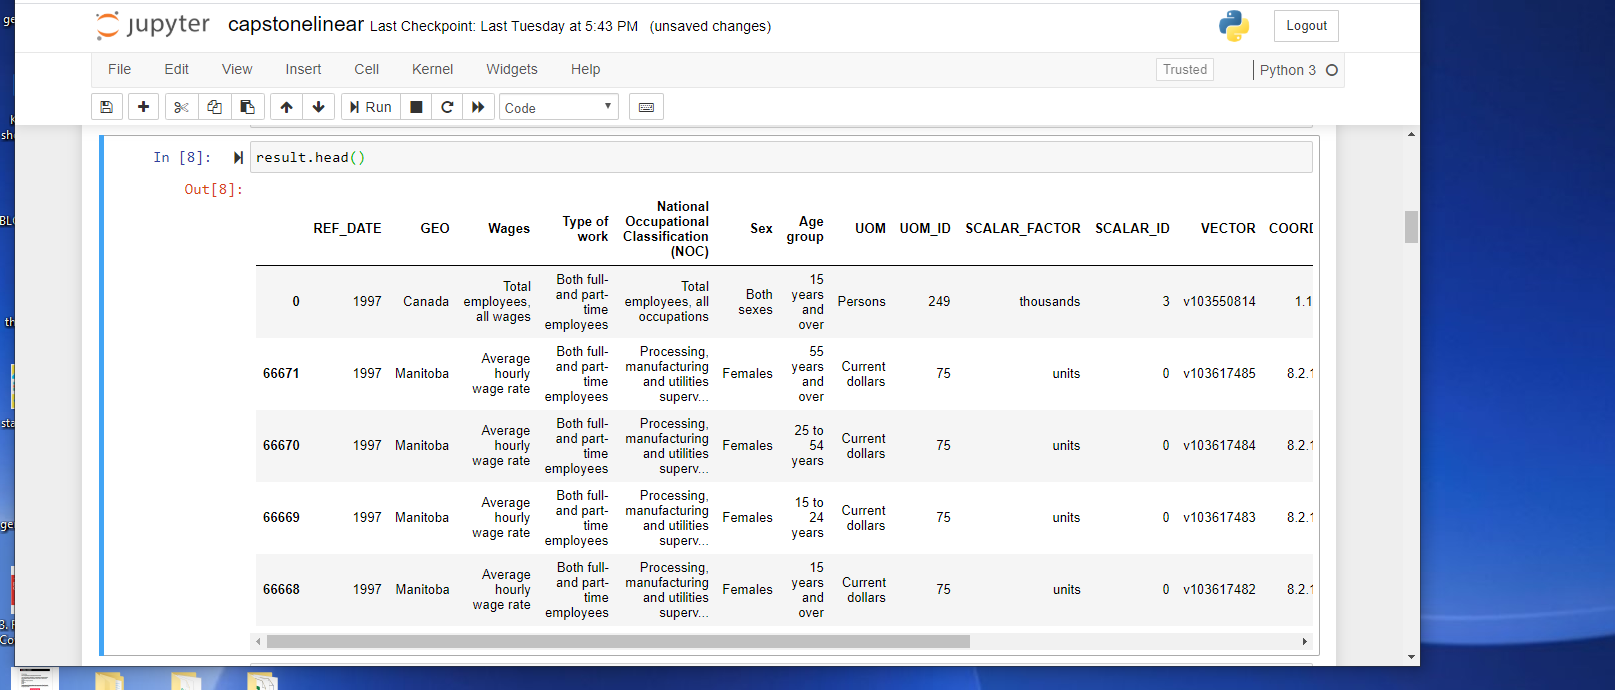 jupyter capstonelinear Last Checkpoint: Last Tuesday at 5:43 PM (unsaved changes) Logout
File Edit View Insert Cell Kernel Widgets Help Trusted Python 3
Run Code
In [8]: result.head()
Out[8]:
REF_DATE GEO Wages Type of work National Occupational Classification (NOC) Sex Age group UOM UOM_ID SCALAR_FACTOR SCALAR_ID VECTOR COORD
0 1997 Canada Total employees, all wages Both full- and part-time employees Total employees, all occupations Both sexes 15 years and over Persons 249 thousands 3 v103550814 1.1
66671 1997 Manitoba Average hourly wage rate Both full- and part-time employees Processing, manufacturing and utilities superv... Females 55 years and over Current dollars 75 units 0 v103617485 8.2.1
66670 1997 Manitoba Average hourly wage rate Both full- and part-time employees Processing, manufacturing and utilities superv... Females 25 to 54 years Current dollars 75 units 0 v103617484 8.2.1
66669 1997 Manitoba Average hourly wage rate Both full- and part-time employees Processing, manufacturing and utilities superv... Females 15 to 24 years Current dollars 75 units 0 v103617483 8.2.1
66668 1997 Manitoba Average hourly wage rate Both full- and part-time employees Processing, manufacturing and utilities superv... Females 15 years and over Current dollars 75 units 0 v103617482 8.2.1